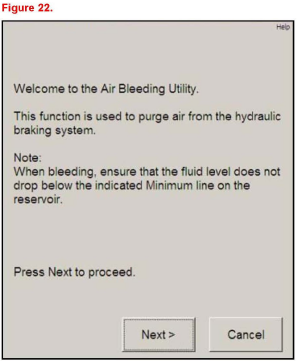 Figure 22.
Help
Welcome to the Air Bleeding Utility.
This function is used to purge air from the hydraulic
braking system.
Note:
When bleeding, ensure that the fluid level does not
drop below the indicated Minimum line on the
reservoir.
Press Next to proceed.
Next >
Cancel